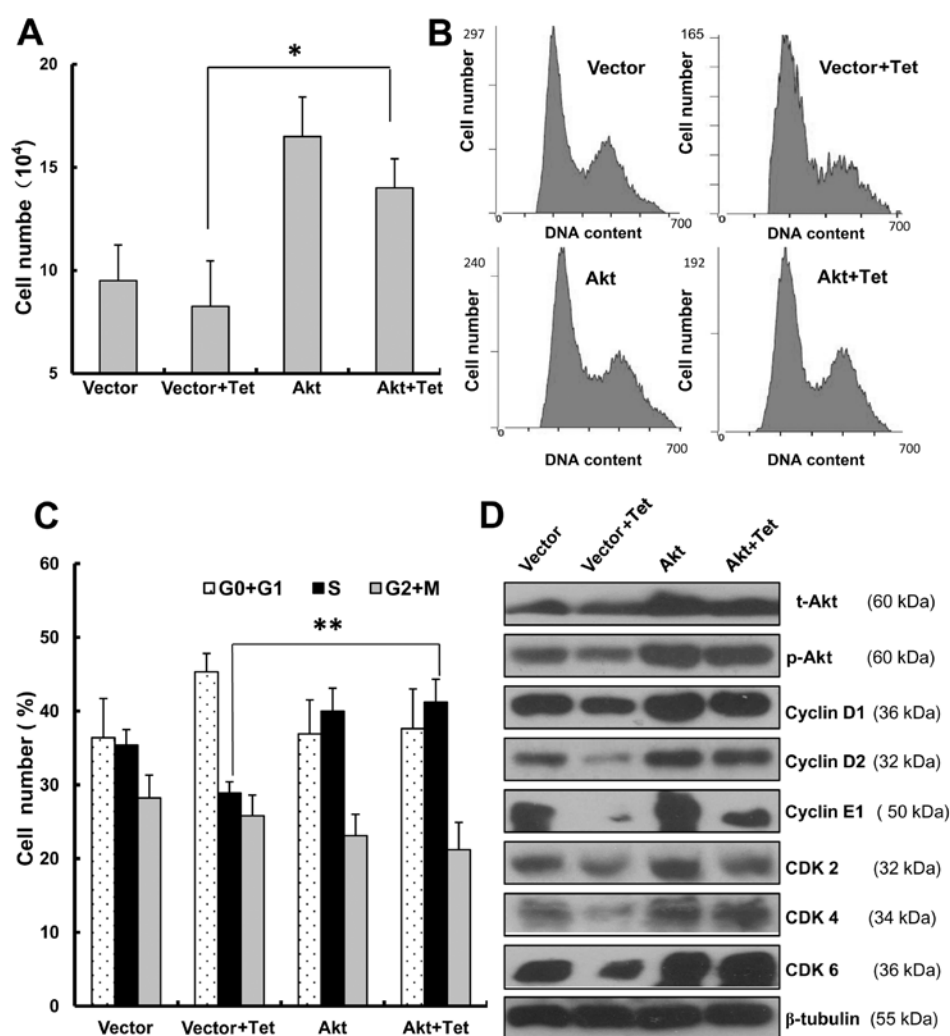 A
20
15
10
5
Cell numbe (10⁴)
*
Vector Vector+Tet Akt Akt+Tet
B
297
Cell number
Vector
0 700
DNA content
165
Cell number
Vector+Tet
0 700
DNA content
240
Cell number
Akt
0 700
DNA content
192
Cell number
Akt+Tet
0 700
DNA content
C
60
50
40
30
20
10
0
Cell number (%)
G0+G1 S G2+M
**
Vector Vector+Tet Akt Akt+Tet
D
Vector Vector+Tet Akt Akt+Tet
t-Akt (60 kDa)
p-Akt (60 kDa)
Cyclin D1 (36 kDa)
Cyclin D2 (32 kDa)
Cyclin E1 ( 50 kDa)
CDK 2 (32 kDa)
CDK 4 (34 kDa)
CDK 6 (36 kDa)
β-tubulin (55 kDa)